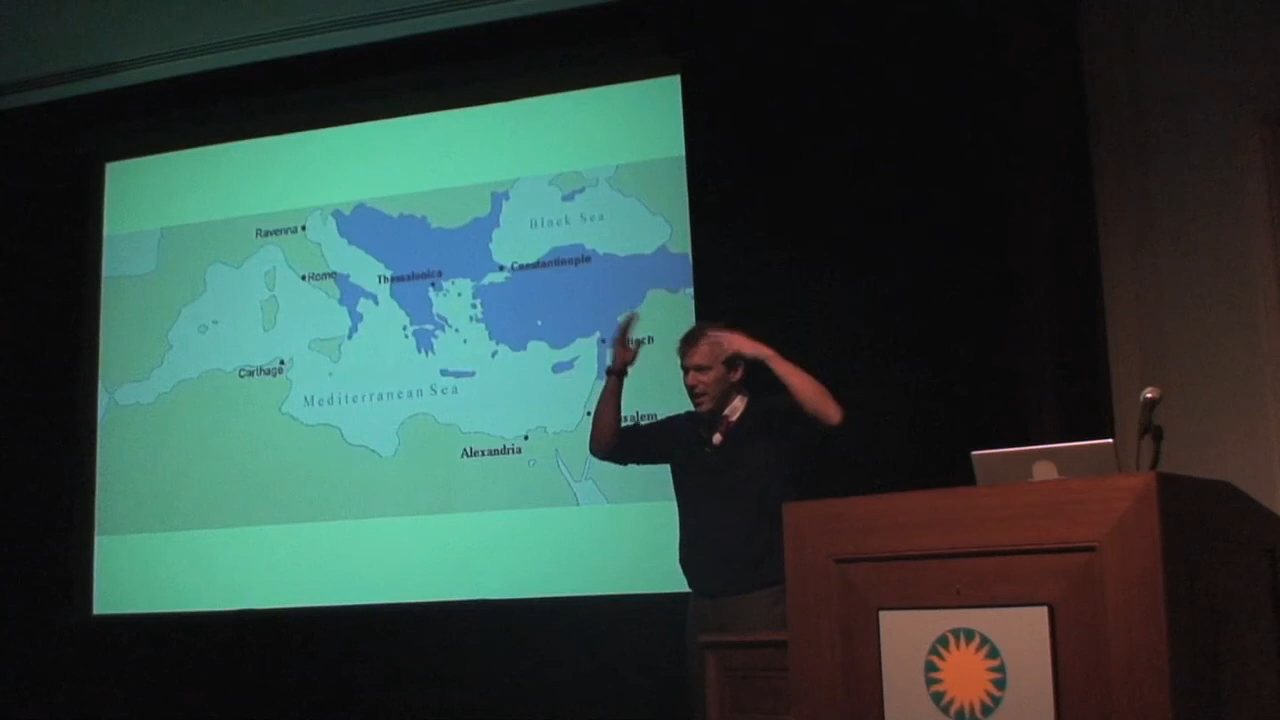 Black Sea
Ravenna
Constantinople
Rome
Thessalonica
Carthage
Mediterranean Sea
Alexandria